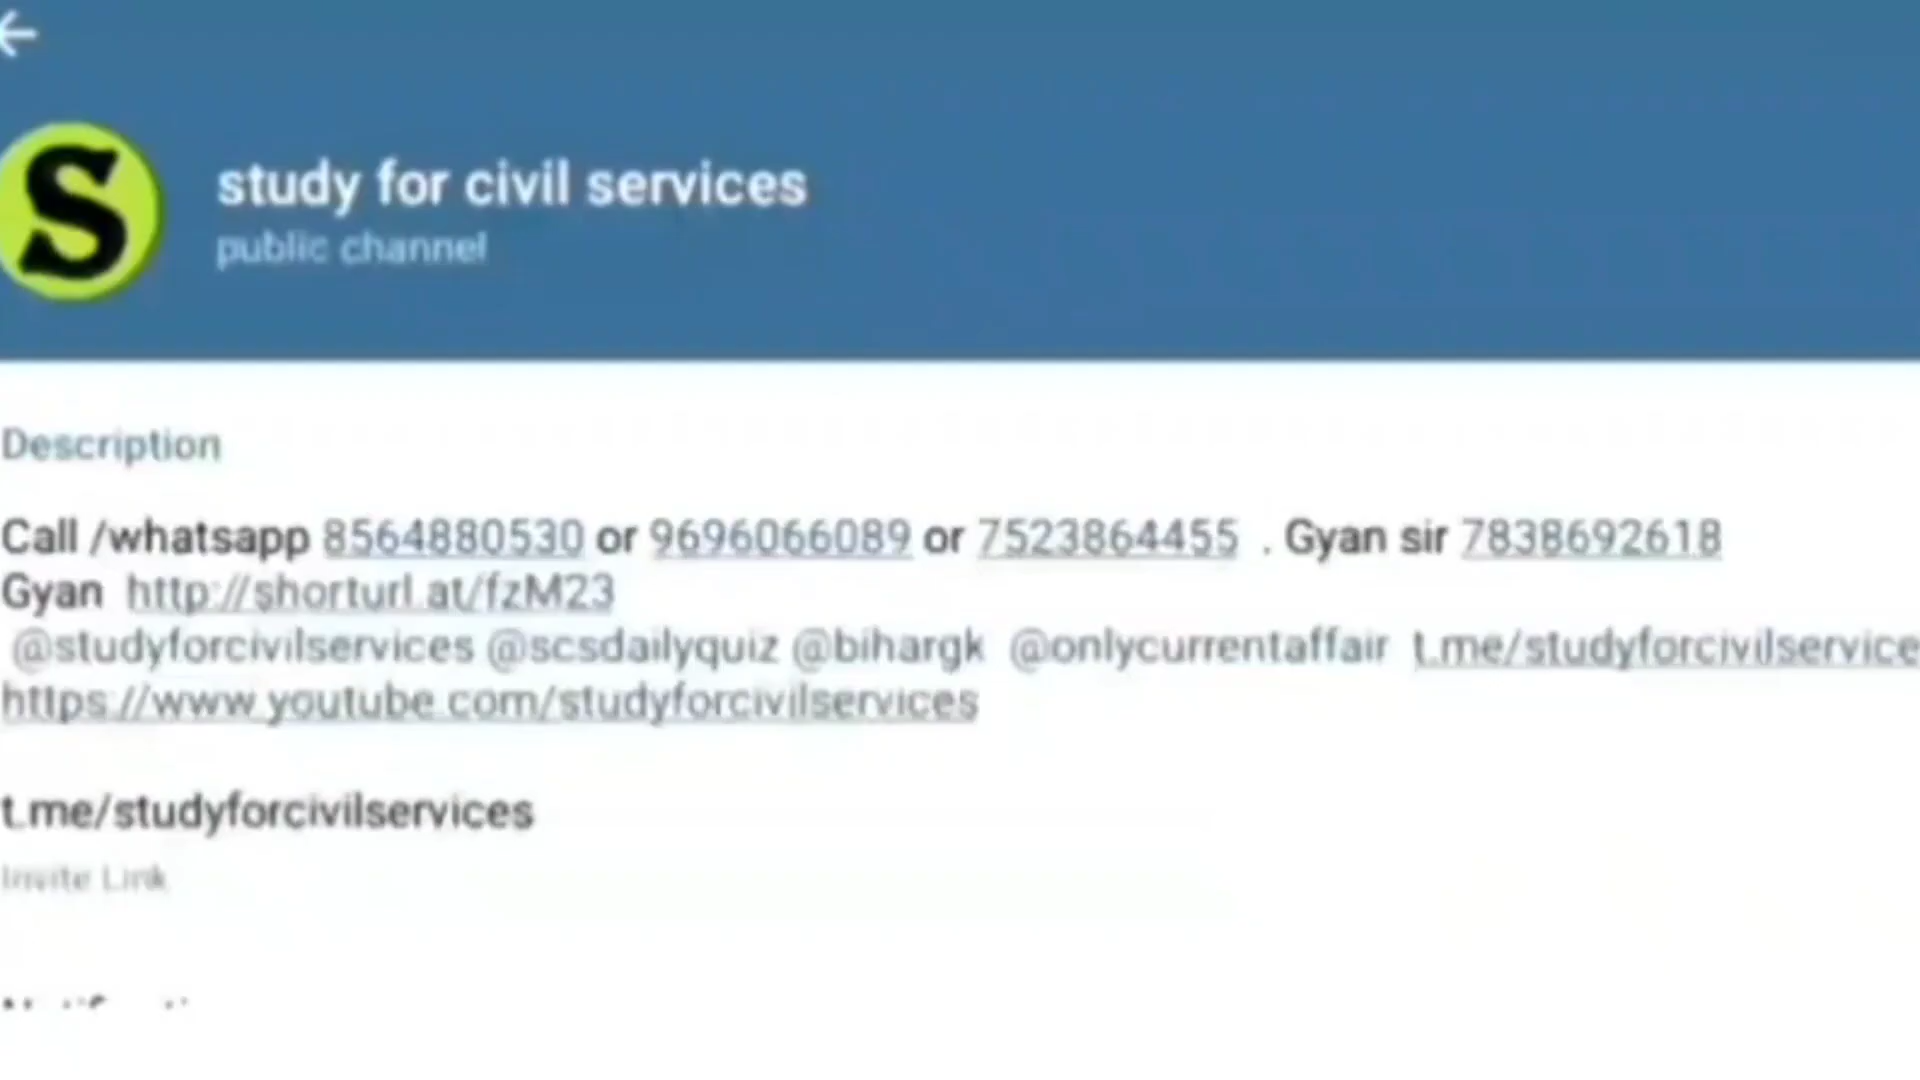 S
study for civil services
public channel
Description
Call /whatsapp 8564880530 or 9696066089 or 7523864455 . Gyan sir 7838692618
Gyan http://shorturl.at/fzM23
@studyforcivilservices @scsdailyquiz @bihargk @onlycurrentaffair t.me/studyforcivilservice
https://www.youtube.com/studyforcivilservices
t.me/studyforcivilservices
Invite Link